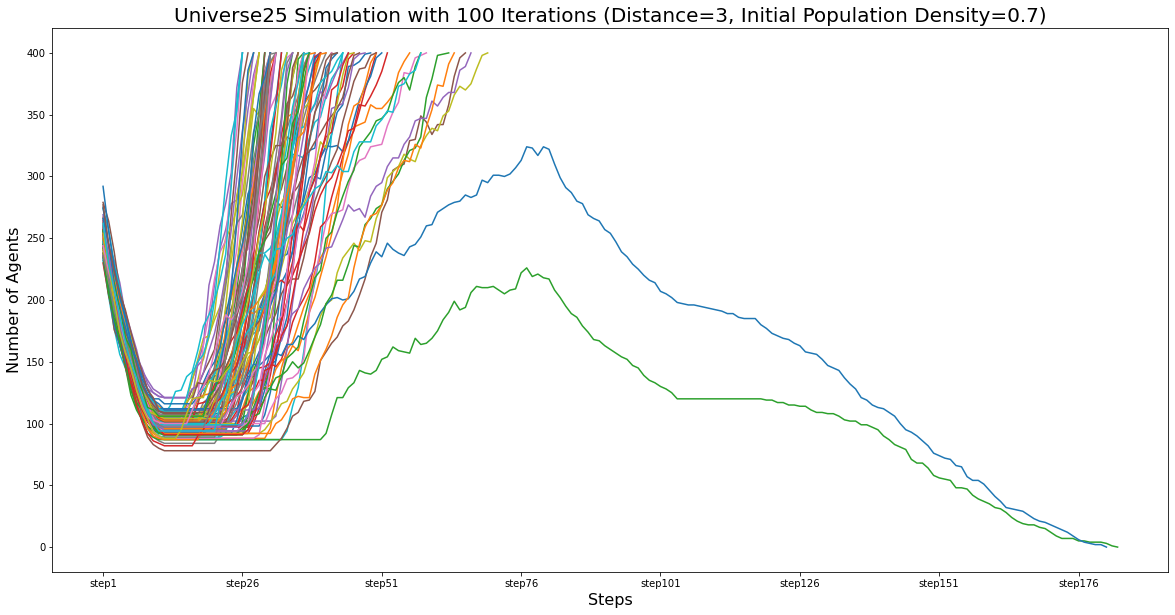 Universe25 Simulation with 100 Iterations (Distance=3, Initial Population Density=0.7)
Number of Agents
400
350
300
250
200
150
100
50
0
step1 step26 step51 step76 step101 step126 step151 step176
Steps